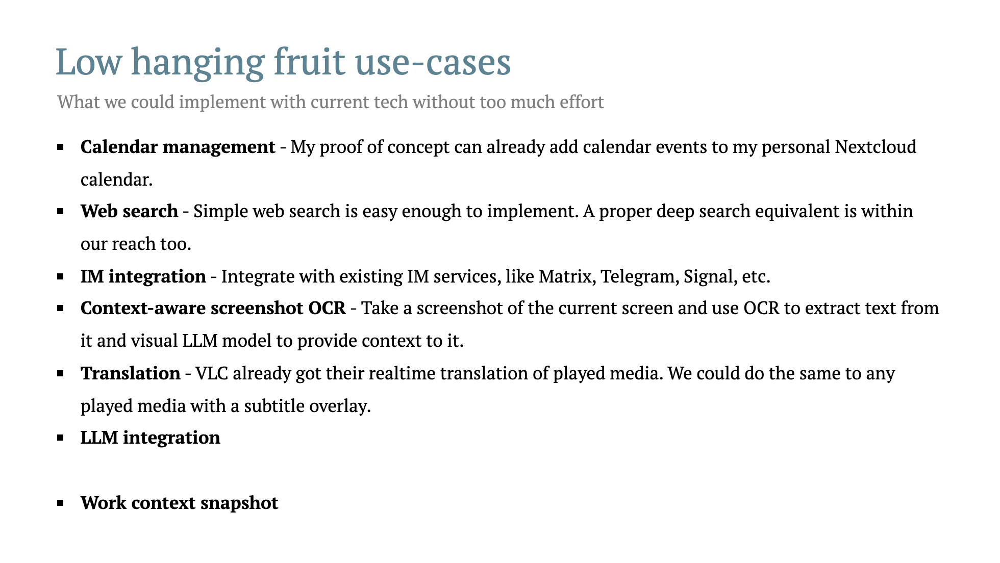 Low hanging fruit use-cases
What we could implement with current tech without too much effort
▪ Calendar management - My proof of concept can already add calendar events to my personal Nextcloud
calendar.
▪ Web search - Simple web search is easy enough to implement. A proper deep search equivalent is within
our reach too.
▪ IM integration - Integrate with existing IM services, like Matrix, Telegram, Signal, etc.
▪ Context-aware screenshot OCR - Take a screenshot of the current screen and use OCR to extract text from
it and visual LLM model to provide context to it.
▪ Translation - VLC already got their realtime translation of played media. We could do the same to any
played media with a subtitle overlay.
▪ LLM integration
▪ Work context snapshot